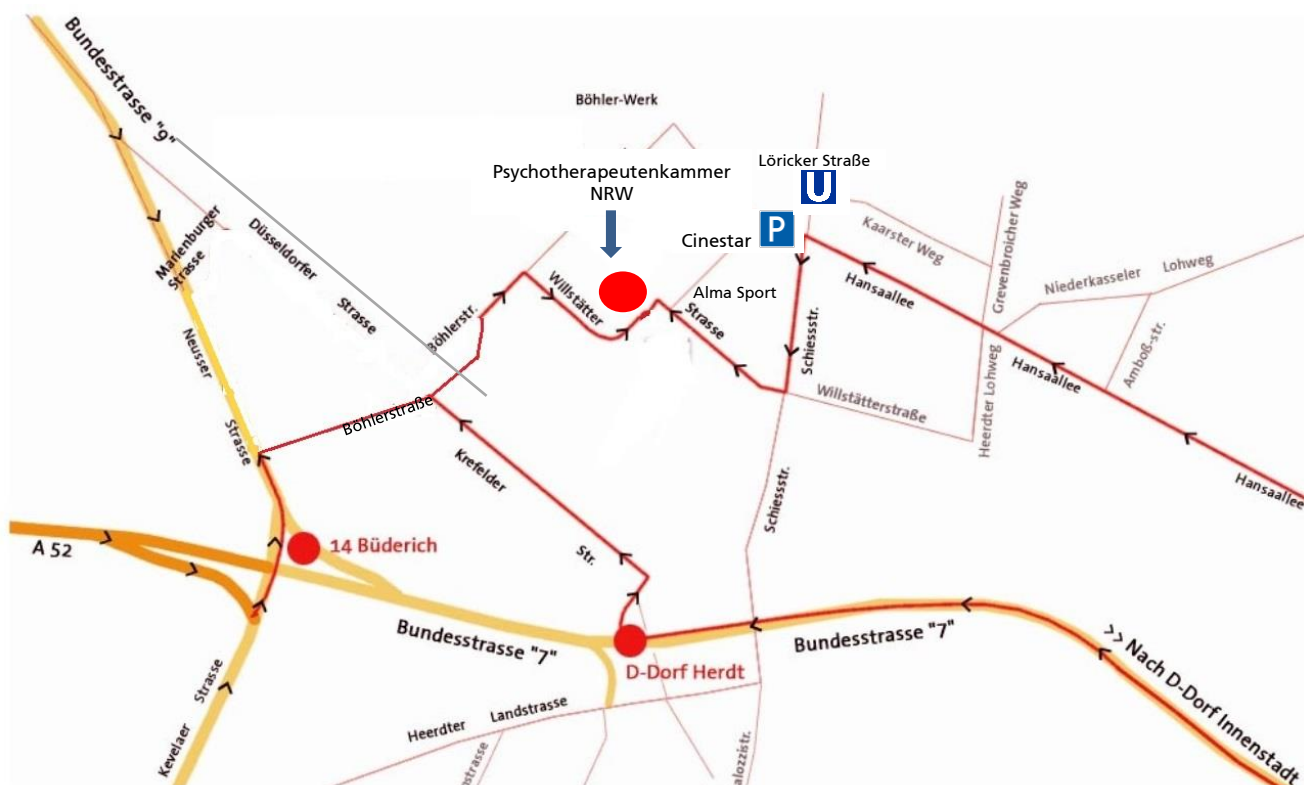 Bundesstrasse "9"
Böhler-Werk
Psychotherapeutenkammer
NRW
Löricker Straße
U
P
Cinestar
Kaarster Weg
Grevenbroicher Weg
Niederkasseler Lohweg
Marienburger
Strasse
Düsseldorfer Strasse
Böhlerstr.
Willstätter
Strasse
Alma Sport
Hansaallee
Schiessstr.
Hansaallee
Amboß-str.
Neusser
Strasse
Böhlerstraße
Willstätterstraße
Heerdter Lohweg
Krefelder
Str.
Schiessstr.
Hansaallee
A 52
14 Büderich
Bundesstrasse "7"
Bundesstrasse "7"
>> Nach D-Dorf Innenstadt
D-Dorf Herdt
Heerdter Landstrasse
Kevelaer Strasse